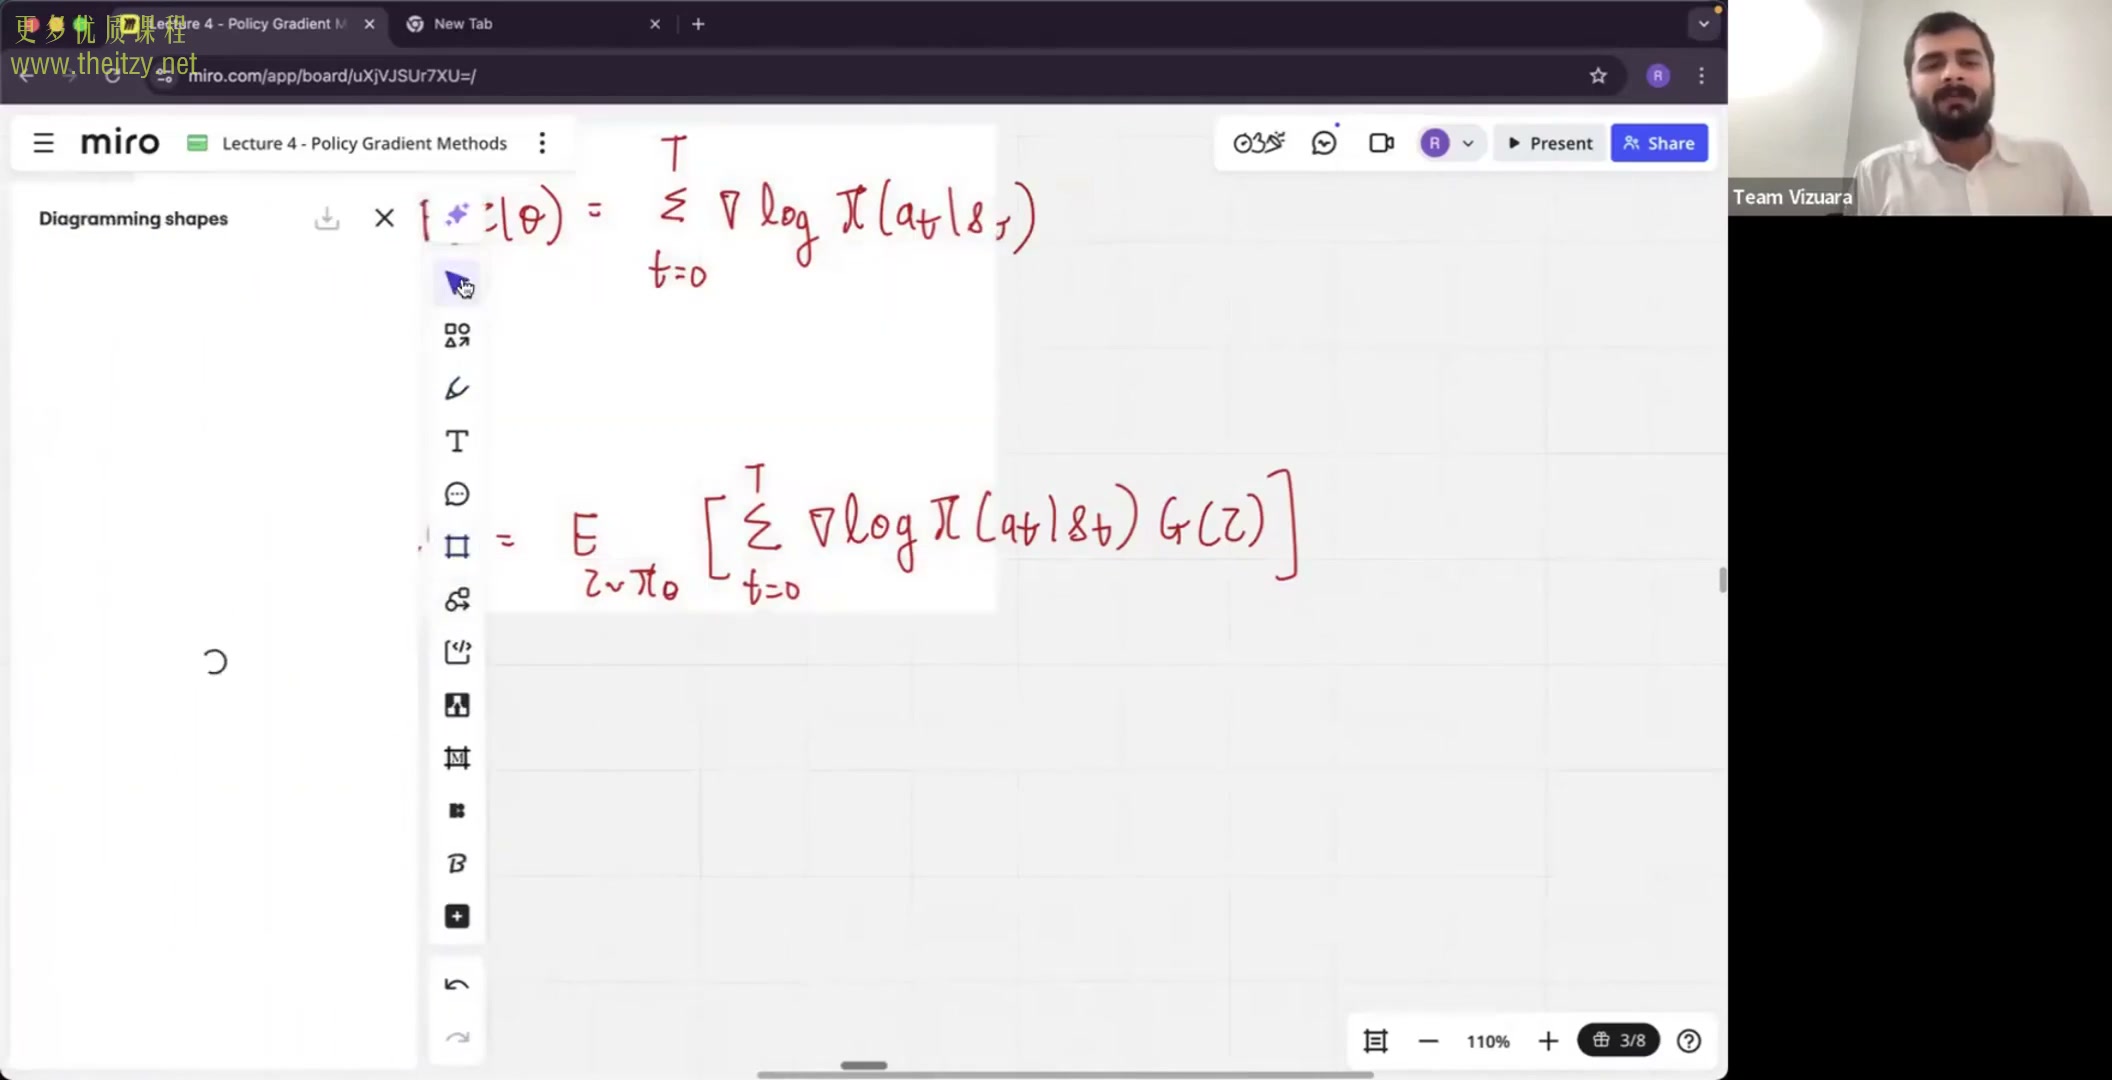 更多优质课程
www.theitzy.net
Lecture 4 - Policy Gradient M
New Tab
miro.com/app/board/uXjVJSUr7XU=/
R
miro
Lecture 4 - Policy Gradient Methods
R
Present
Share
Team Vizuara
Diagramming shapes
T
(θ) = Σ ∇ log π(at|st)
t=0
T
= E [ Σ ∇ log π(at|st) G(τ) ]
τ~πθ t=0
110%
3/8